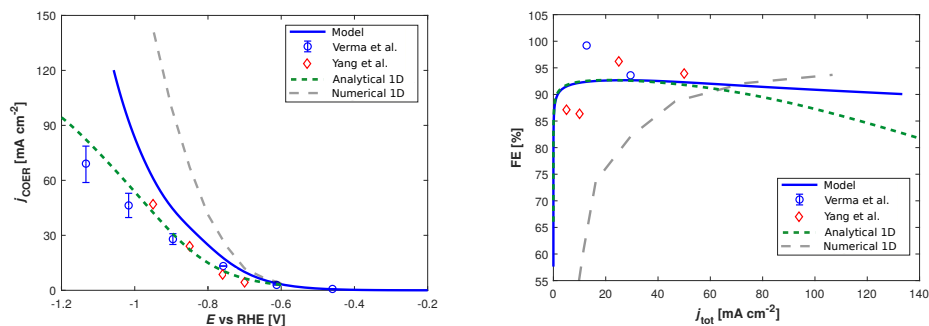 150
120
90
60
30
0
j_COER [mA cm-2]
-1.2 -1 -0.8 -0.6 -0.4 -0.2
E vs RHE [V]
Model
Verma et al.
Yang et al.
Analytical 1D
Numerical 1D
105
100
95
90
85
80
75
70
65
60
55
FE [%]
0 20 40 60 80 100 120 140
j_tot [mA cm-2]
Model
Verma et al.
Yang et al.
Analytical 1D
Numerical 1D